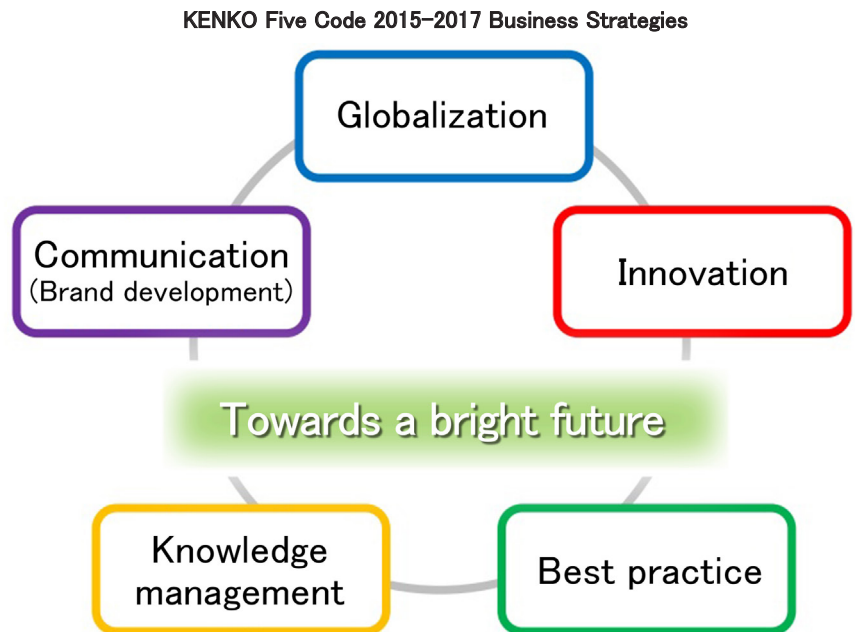 KENKO Five Code 2015-2017 Business Strategies
Globalization
Communication
(Brand development)
Innovation
Towards a bright future
Knowledge
management
Best practice